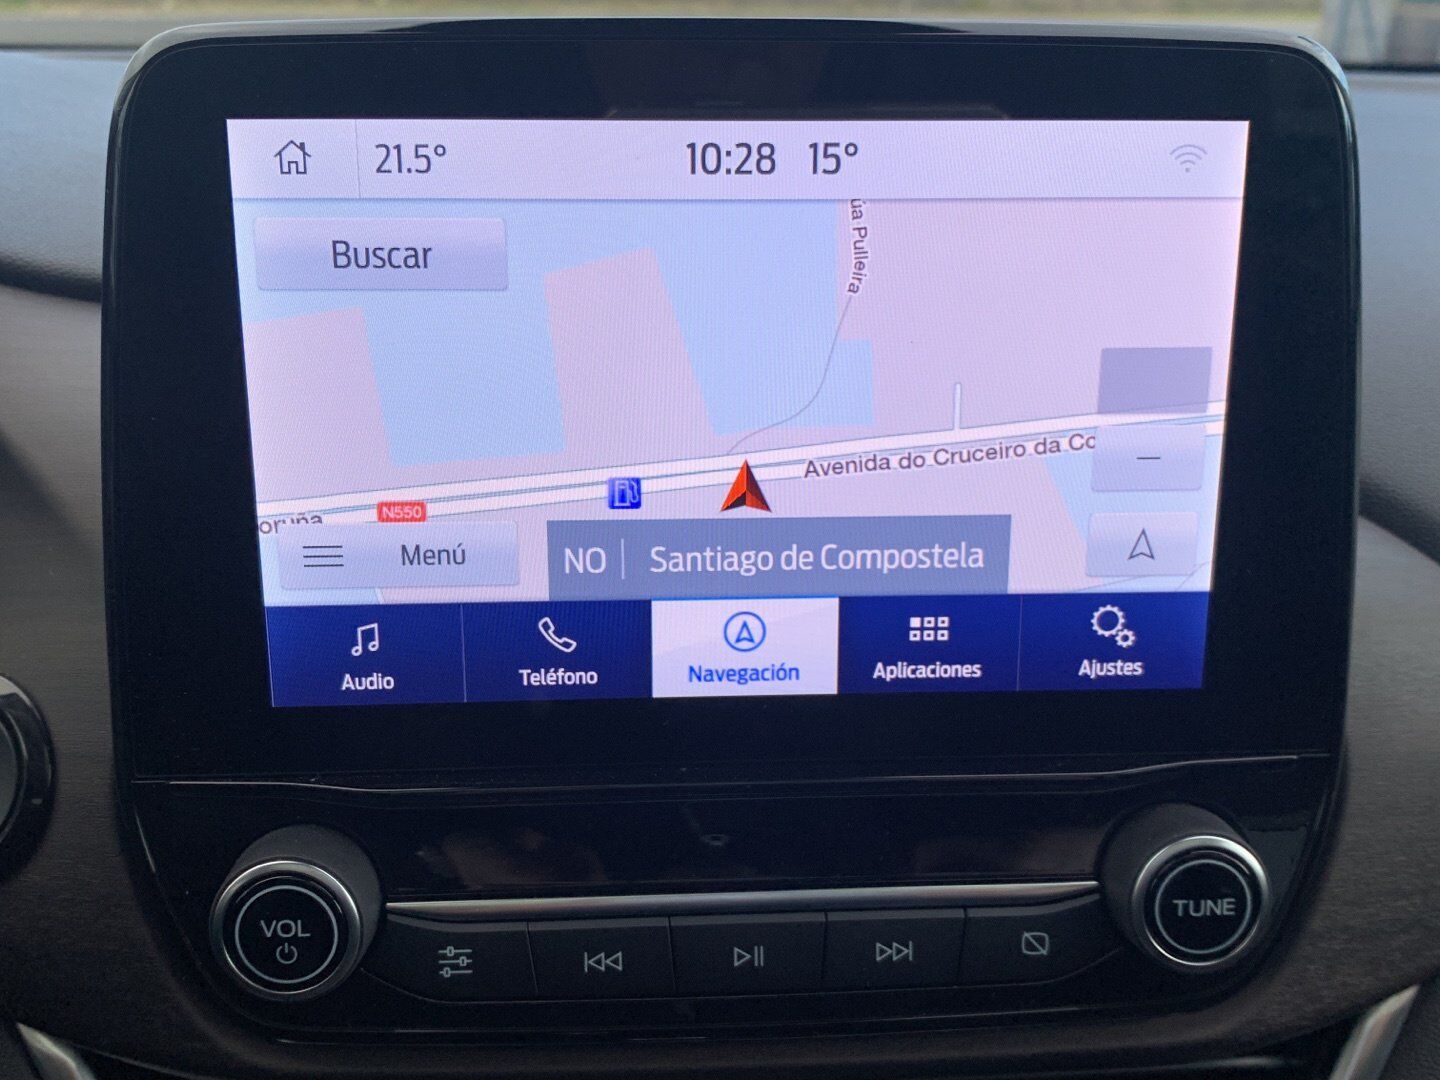 21.5° 10:28 15°
Buscar
úa Pulleira
Avenida do Cruceiro da Co
oruña
N550
Menú
NO Santiago de Compostela
Audio
Teléfono
Navegación
Aplicaciones
Ajustes
VOL
TUNE